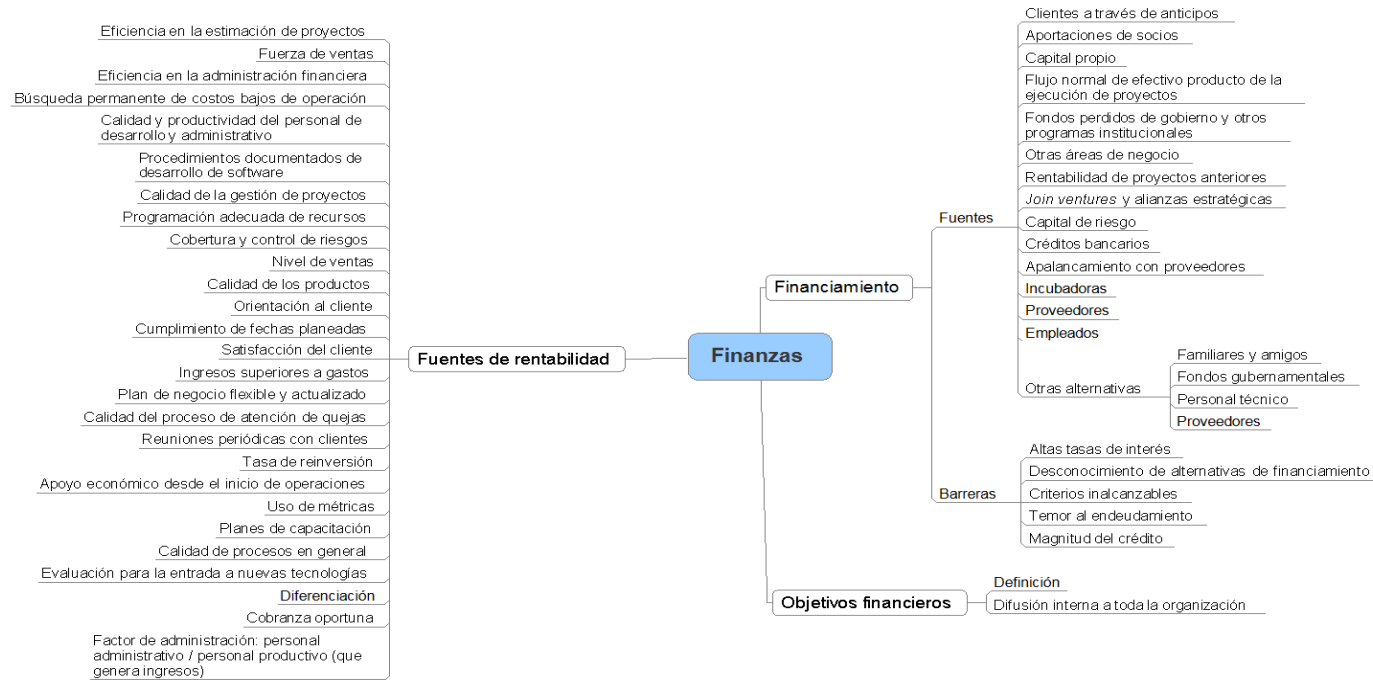 Eficiencia en la estimación de proyectos
Fuerza de ventas
Eficiencia en la administración financiera
Búsqueda permanente de costos bajos de operación
Calidad y productividad del personal de
desarrollo y administrativo
Procedimientos documentados de
desarrollo de software
Calidad de la gestión de proyectos
Programación adecuada de recursos
Cobertura y control de riesgos
Nivel de ventas
Calidad de los productos
Orientación al cliente
Cumplimiento de fechas planeadas
Satisfacción del cliente
Ingresos superiores a gastos
Plan de negocio flexible y actualizado
Calidad del proceso de atención de quejas
Reuniones periódicas con clientes
Tasa de reinversión
Apoyo económico desde el inicio de operaciones
Uso de métricas
Planes de capacitación
Calidad de procesos en general
Evaluación para la entrada a nuevas tecnologías
Diferenciación
Cobranza oportuna
Factor de administración: personal
administrativo / personal productivo (que
genera ingresos)
Fuentes de rentabilidad
Finanzas
Financiamiento
Fuentes
Clientes a través de anticipos
Aportaciones de socios
Capital propio
Flujo normal de efectivo producto de la
ejecución de proyectos
Fondos perdidos de gobierno y otros
programas institucionales
Otras áreas de negocio
Rentabilidad de proyectos anteriores
Join ventures y alianzas estratégicas
Capital de riesgo
Créditos bancarios
Apalancamiento con proveedores
Incubadoras
Proveedores
Empleados
Otras alternativas
Familiares y amigos
Fondos gubernamentales
Personal técnico
Proveedores
Barreras
Altas tasas de interés
Desconocimiento de alternativas de financiamiento
Criterios inalcanzables
Temor al endeudamiento
Magnitud del crédito
Objetivos financieros
Definición
Difusión interna a toda la organización